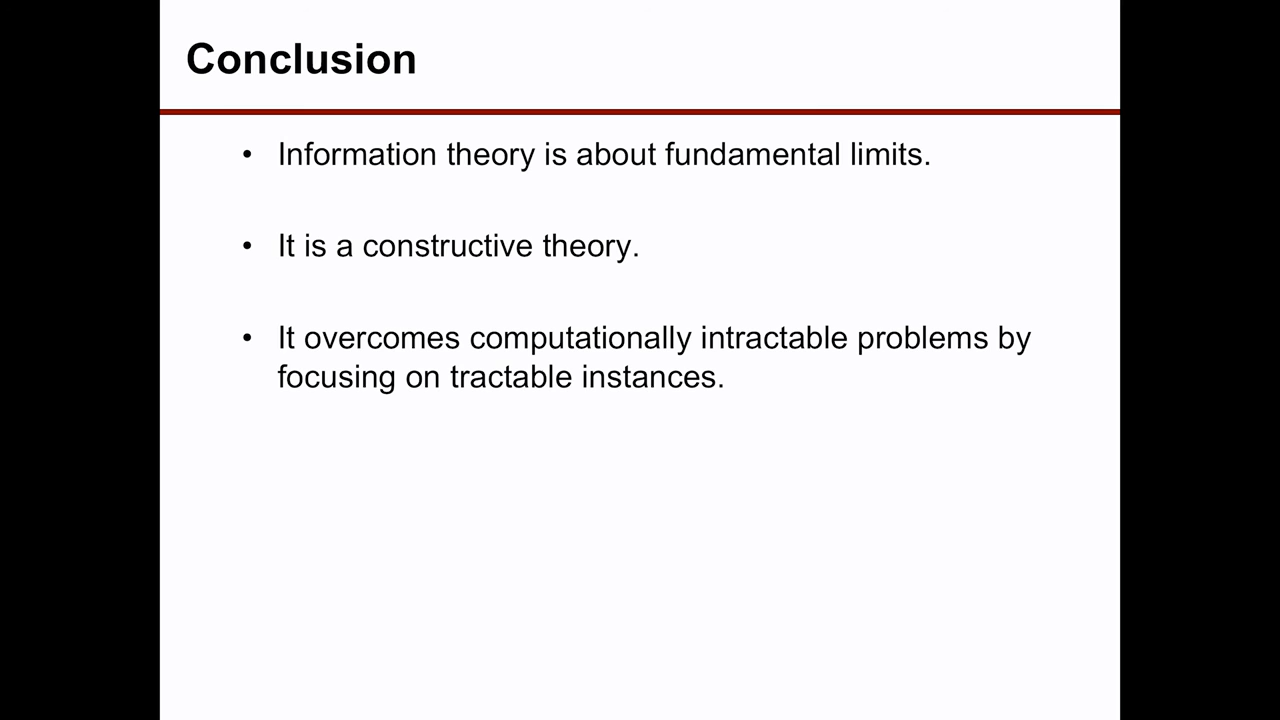 Conclusion
• Information theory is about fundamental limits.
• It is a constructive theory.
• It overcomes computationally intractable problems by
focusing on tractable instances.